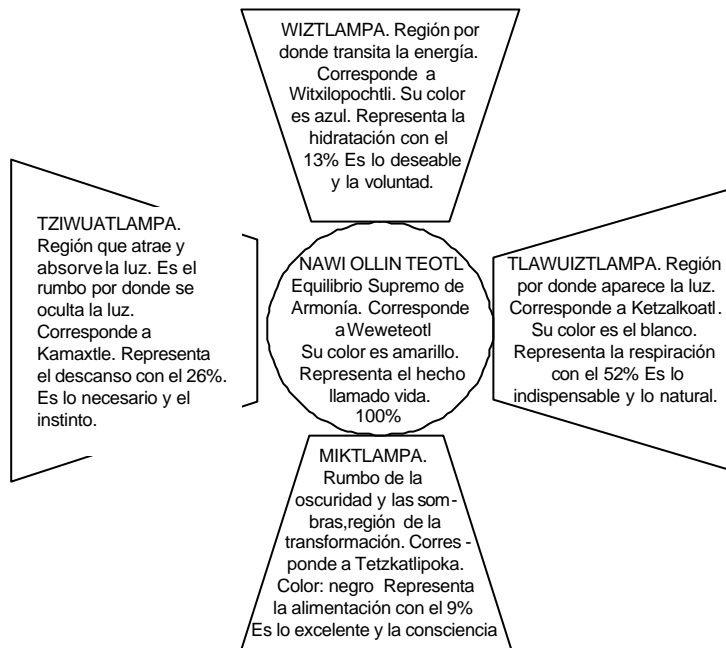 WIZTLAMPA. Región por
donde transita la energía.
Corresponde a
Witxilopochtli. Su color
es azul. Representa la
hidratación con el
13% Es lo deseable
y la voluntad.
TZIWUATLAMPA.
Región que atrae y
absorve la luz. Es el
rumbo por donde se
oculta la luz.
Corresponde a
Kamaxtle. Representa
el descanso con el 26%.
Es lo necesario y el
instinto.
NAWI OLLIN TEOTL
Equilibrio Supremo de
Armonía. Corresponde
a Weweteotl
Su color es amarillo.
Representa el hecho
llamado vida.
100%
TLAWUIZTLAMPA. Región
por donde aparece la luz.
Corresponde a Ketzalkoatl.
Su color es el blanco.
Representa la respiración
con el 52% Es lo
indispensable y lo natural.
MIKTLAMPA.
Rumbo de la
oscuridad y las som-
bras,región de la
transformación. Corres-
ponde a Tetzkatlipoka.
Color: negro Representa
la alimentación con el 9%
Es lo excelente y la consciencia